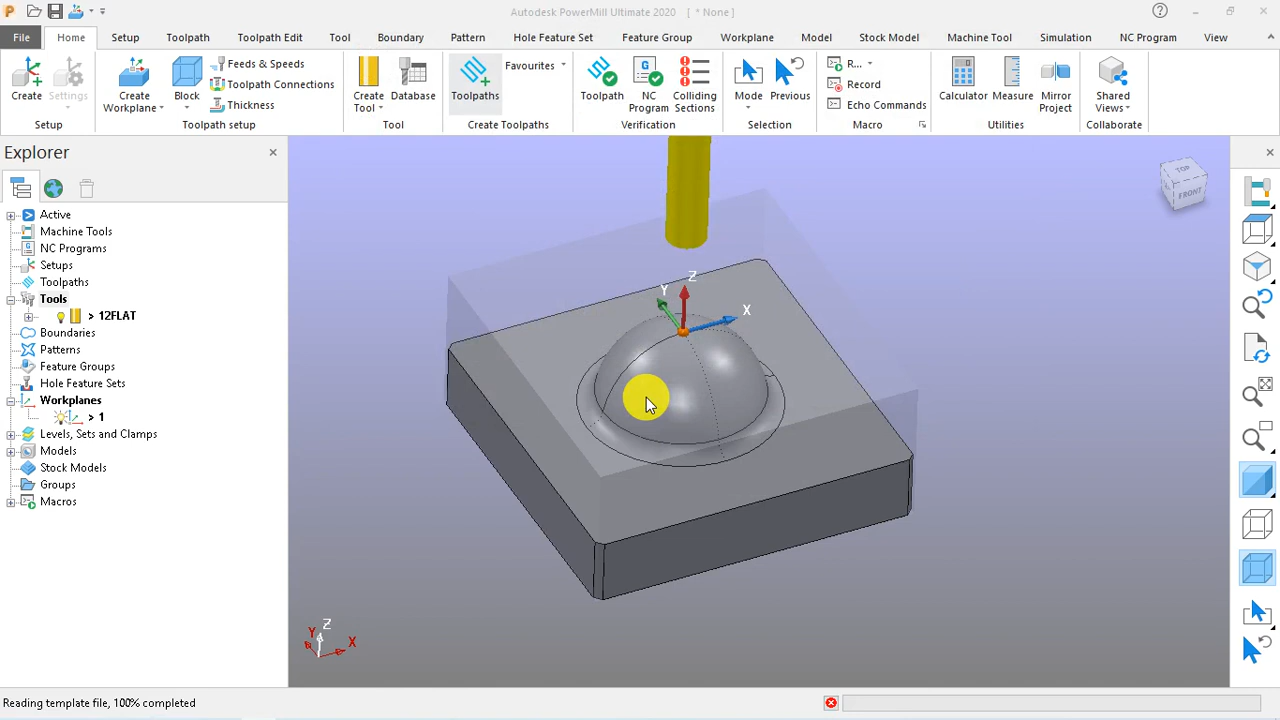 Autodesk PowerMill Ultimate 2020 [ * None ]
File Home Setup Toolpath Toolpath Edit Tool Boundary Pattern Hole Feature Set Feature Group Workplane Model Stock Model Machine Tool Simulation NC Program View
Create
Settings
Setup
Create Workplane
Block
Feeds & Speeds
Toolpath Connections
Thickness
Toolpath setup
Create Tool
Database
Tool
Toolpaths
Favourites
Create Toolpaths
Toolpath
NC Program
Colliding Sections
Verification
Mode
Previous
Selection
R...
Record
Echo Commands
Macro
Calculator
Measure
Mirror Project
Utilities
Shared Views
Collaborate
Explorer
Active
Machine Tools
NC Programs
Setups
Toolpaths
Tools
> 12FLAT
Boundaries
Patterns
Feature Groups
Hole Feature Sets
Workplanes
> 1
Levels, Sets and Clamps
Models
Stock Models
Groups
Macros
Z
Y
X
TOP
FRONT
Z
Y
X
Reading template file, 100% completed